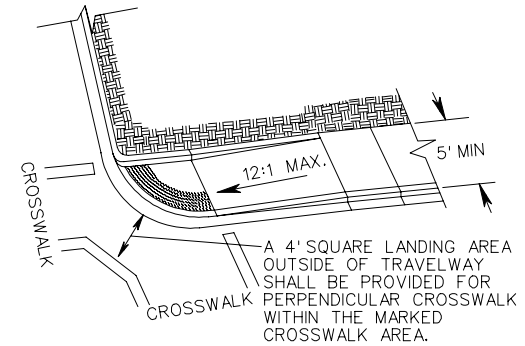 12:1 MAX.
5' MIN
CROSSWALK
CROSSWALK
A 4' SQUARE LANDING AREA
OUTSIDE OF TRAVELWAY
SHALL BE PROVIDED FOR
PERPENDICULAR CROSSWALK
WITHIN THE MARKED
CROSSWALK AREA.